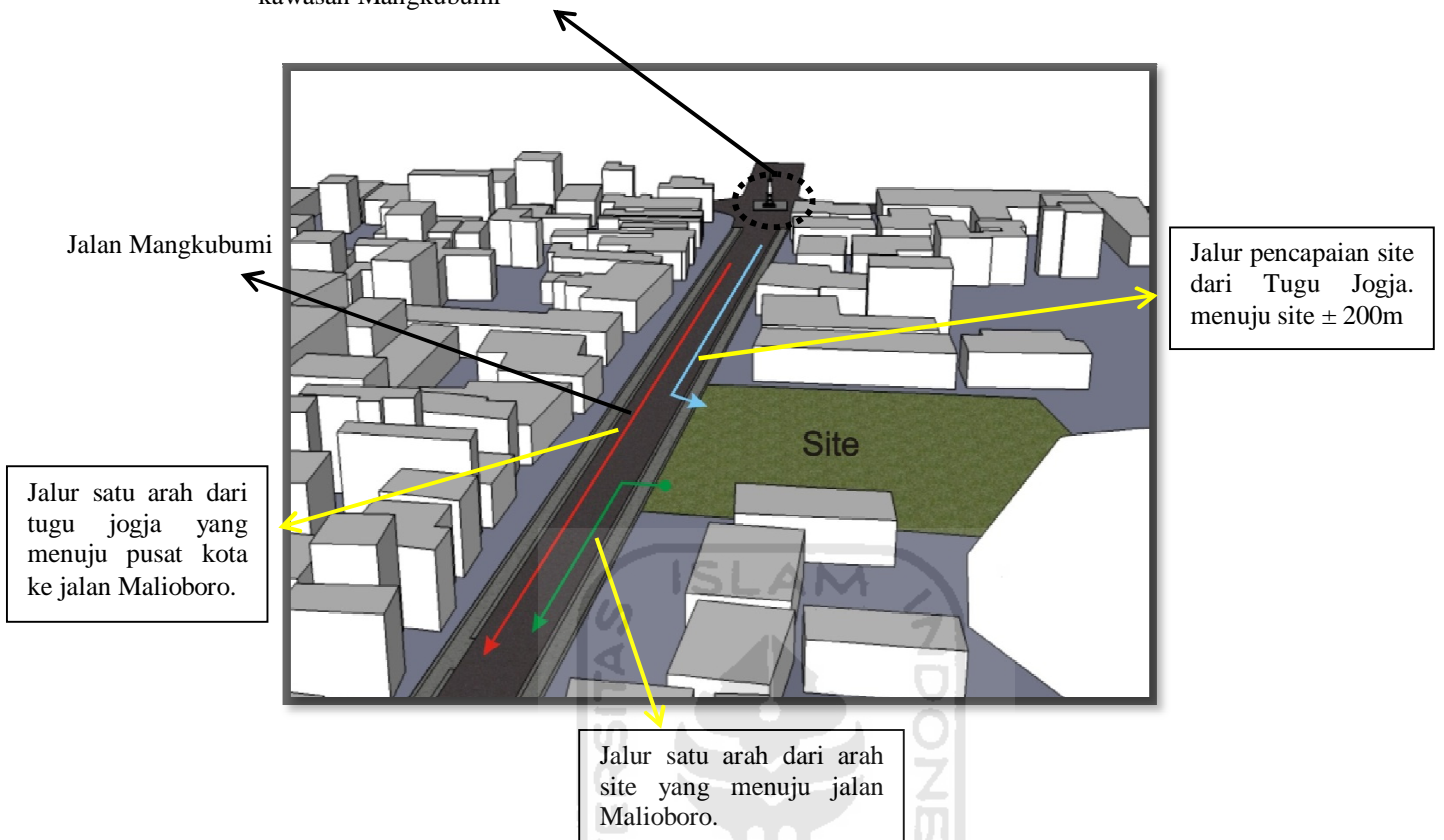 kawasan Mangkubumi
Jalan Mangkubumi
Jalur pencapaian site
dari Tugu Jogja.
menuju site ± 200m
Site
Jalur satu arah dari
tugu jogja yang
menuju pusat kota
ke jalan Malioboro.
ISLAM
INDONES
ERSITAS
Jalur satu arah dari arah
site yang menuju jalan
Malioboro.